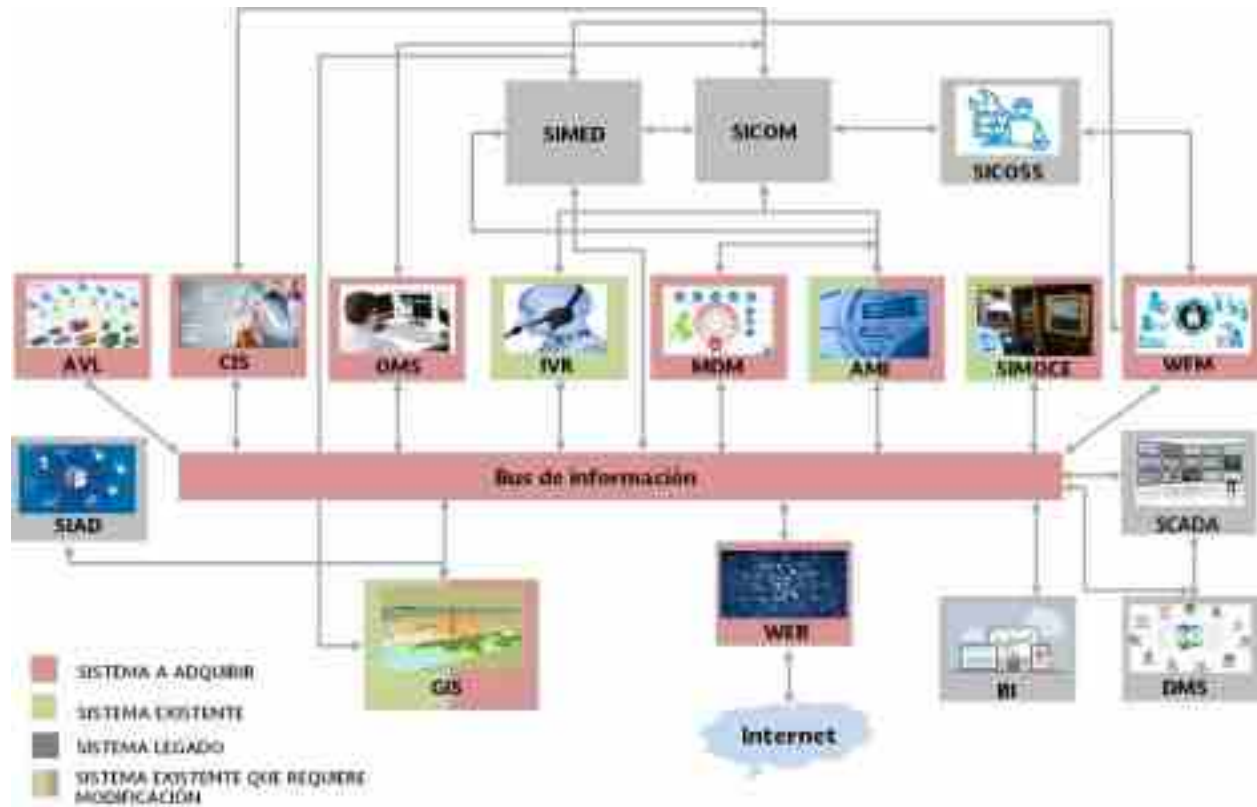 SIMED
SICOM
SICOSS
AVL
CIS
OMS
IVR
MDM
AMI
SIMOCE
WFM
Bus de información
SIAD
SCADA
WEB
GIS
BI
DMS
Internet
SISTEMA A ADQUIRIR
SISTEMA EXISTENTE
SISTEMA LEGADO
SISTEMA EXISTENTE QUE REQUIERE
MODIFICACIÓN